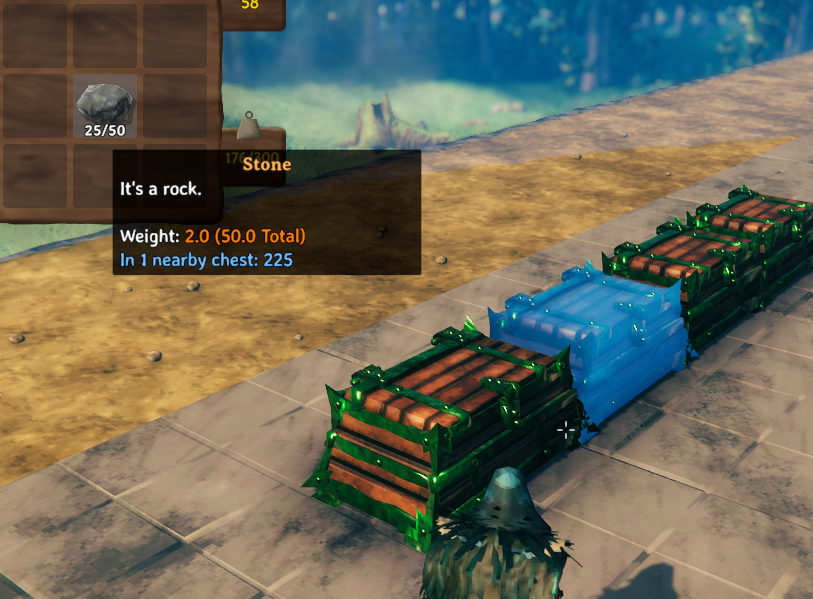 58
25/50
176/300
Stone
It's a rock.
Weight: 2.0 (50.0 Total)
In 1 nearby chest: 225